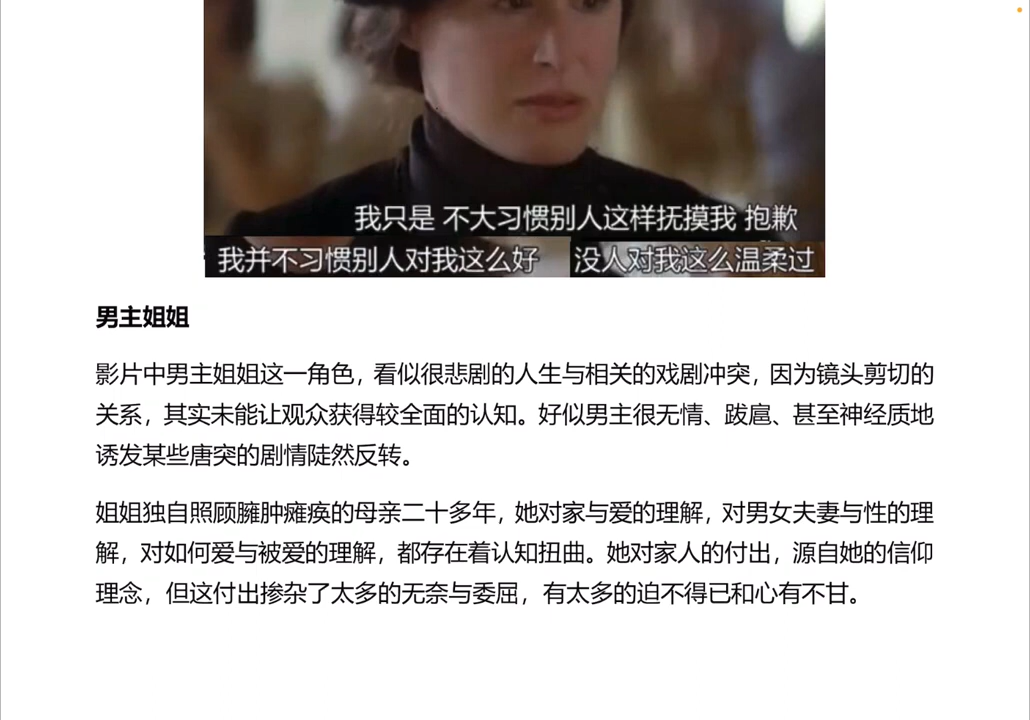 我只是 不大习惯别人这样抚摸我 抱歉
我并不习惯别人对我这么好 没人对我这么温柔过
男主姐姐
影片中男主姐姐这一角色，看似很悲剧的人生与相关的戏剧冲突，因为镜头剪切的
关系，其实未能让观众获得较全面的认知。好似男主很无情、跋扈、甚至神经质地
诱发某些唐突的剧情陡然反转。
姐姐独自照顾臃肿瘫痪的母亲二十多年，她对家与爱的理解，对男女夫妻与性的理
解，对如何爱与被爱的理解，都存在着认知扭曲。她对家人的付出，源自她的信仰
理念，但这付出掺杂了太多的无奈与委屈，有太多的迫不得已和心有不甘。